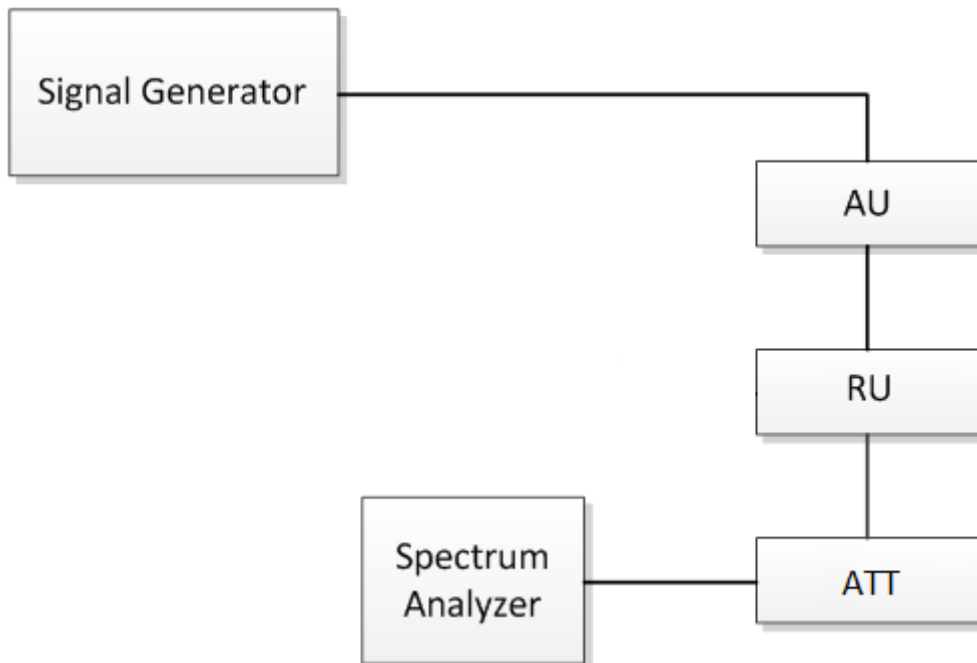 Signal Generator
AU
RU
Spectrum
Analyzer
ATT